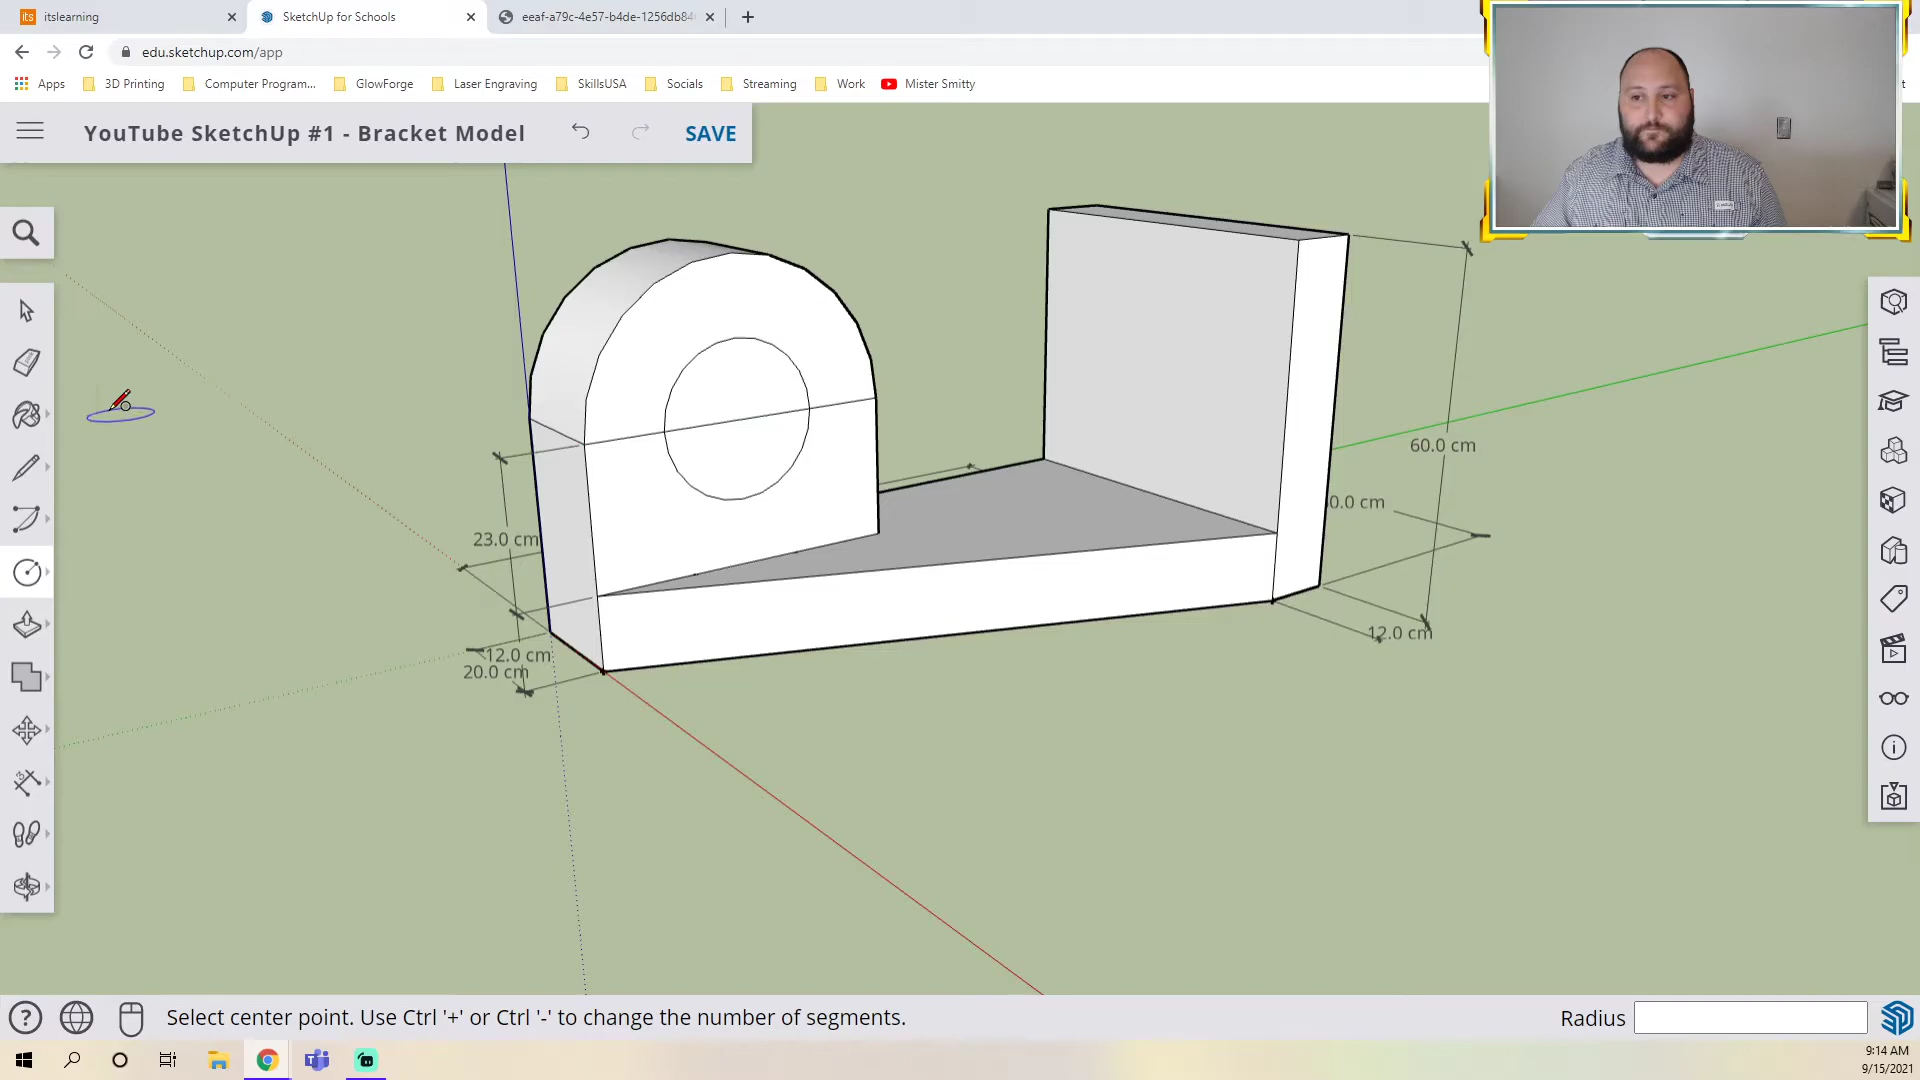 its itslearning
SketchUp for Schools
eeaf-a79c-4e57-b4de-1256db84
edu.sketchup.com/app
Apps
3D Printing
Computer Program...
GlowForge
Laser Engraving
SkillsUSA
Socials
Streaming
Work
Mister Smitty
YouTube SketchUp #1 - Bracket Model
SAVE
60.0 cm
0.0 cm
23.0 cm
12.0 cm
12.0 cm
20.0 cm
Select center point. Use Ctrl '+' or Ctrl '-' to change the number of segments.
Radius
9:14 AM
9/15/2021